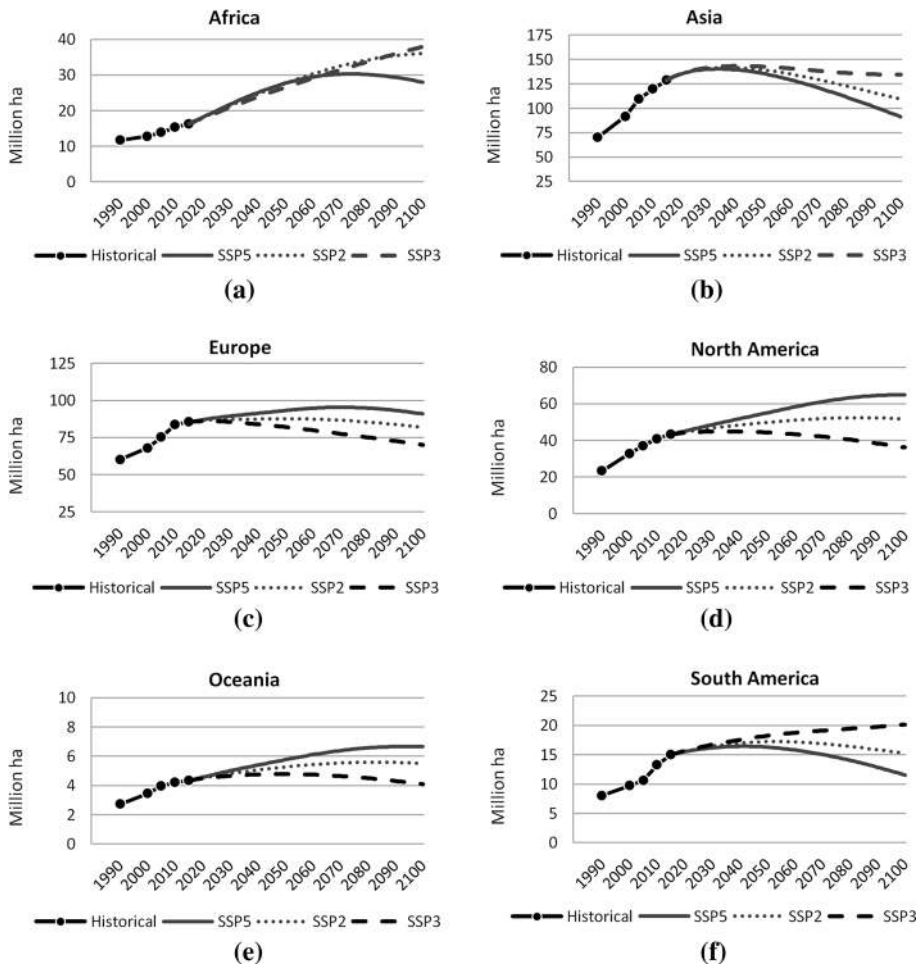 Africa
Million ha
40
30
20
10
0
1990 2000 2010 2020 2030 2040 2050 2060 2070 2080 2090 2100
Historical SSP5 SSP2 SSP3
(a)
Asia
Million ha
175
150
125
100
75
50
25
1990 2000 2010 2020 2030 2040 2050 2060 2070 2080 2090 2100
Historical SSP5 SSP2 SSP3
(b)
Europe
Million ha
125
100
75
50
25
1990 2000 2010 2020 2030 2040 2050 2060 2070 2080 2090 2100
Historical SSP5 SSP2 SSP3
(c)
North America
Million ha
80
60
40
20
0
1990 2000 2010 2020 2030 2040 2050 2060 2070 2080 2090 2100
Historical SSP5 SSP2 SSP3
(d)
Oceania
Million ha
10
8
6
4
2
0
1990 2000 2010 2020 2030 2040 2050 2060 2070 2080 2090 2100
Historical SSP5 SSP2 SSP3
(e)
South America
Million ha
25
20
15
10
5
0
1990 2000 2010 2020 2030 2040 2050 2060 2070 2080 2090 2100
Historical SSP5 SSP2 SSP3
(f)